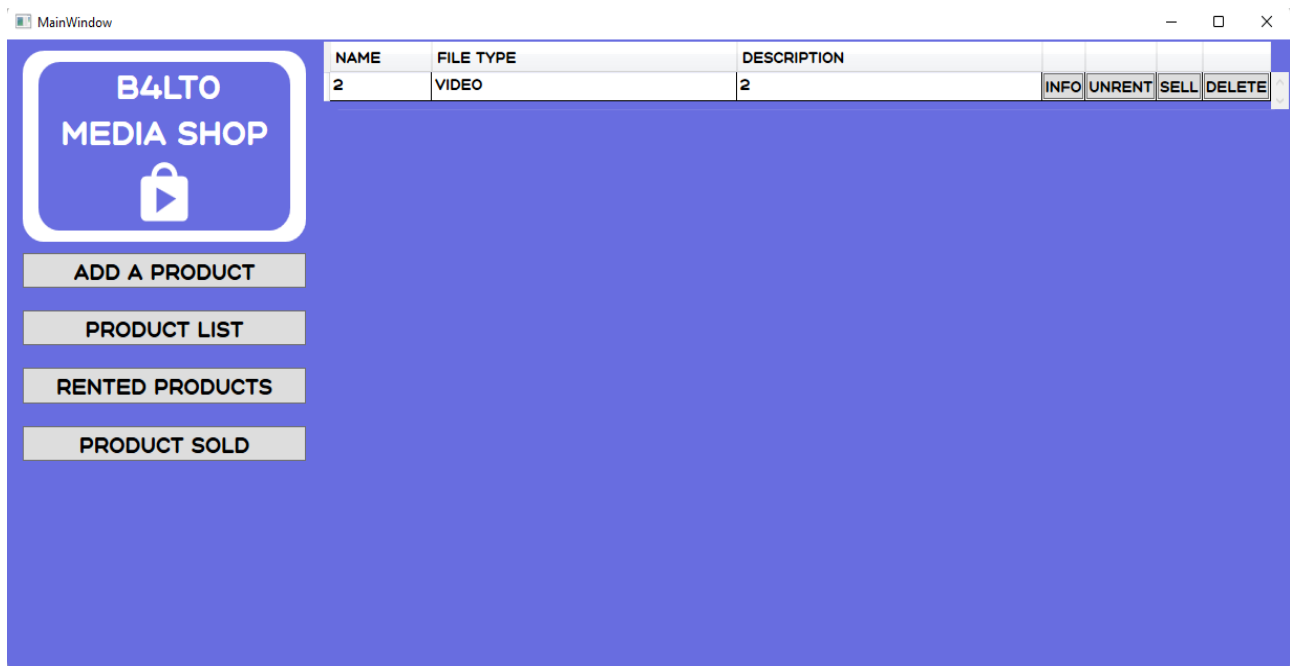 MainWindow
B4LT0
MEDIA SHOP
ADD A PRODUCT
PRODUCT LIST
RENTED PRODUCTS
PRODUCT SOLD
NAME FILE TYPE DESCRIPTION
2 VIDEO 2 INFO UNRENT SELL DELETE